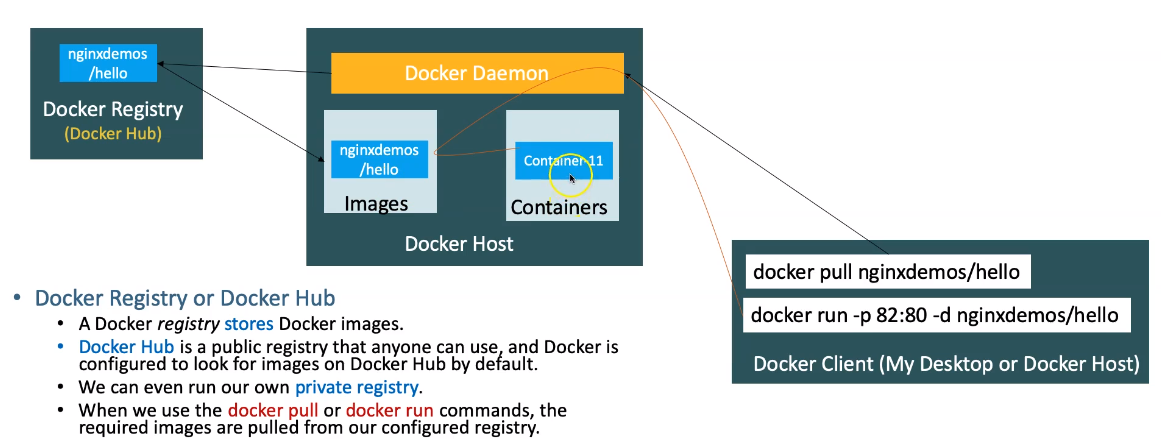 nginxdemos
/hello
Docker Registry
(Docker Hub)
Docker Daemon
nginxdemos
/hello
Images
Container-11
Containers
Docker Host
docker pull nginxdemos/hello
docker run -p 82:80 -d nginxdemos/hello
Docker Client (My Desktop or Docker Host)
• Docker Registry or Docker Hub
• A Docker registry stores Docker images.
• Docker Hub is a public registry that anyone can use, and Docker is
configured to look for images on Docker Hub by default.
• We can even run our own private registry.
• When we use the docker pull or docker run commands, the
required images are pulled from our configured registry.